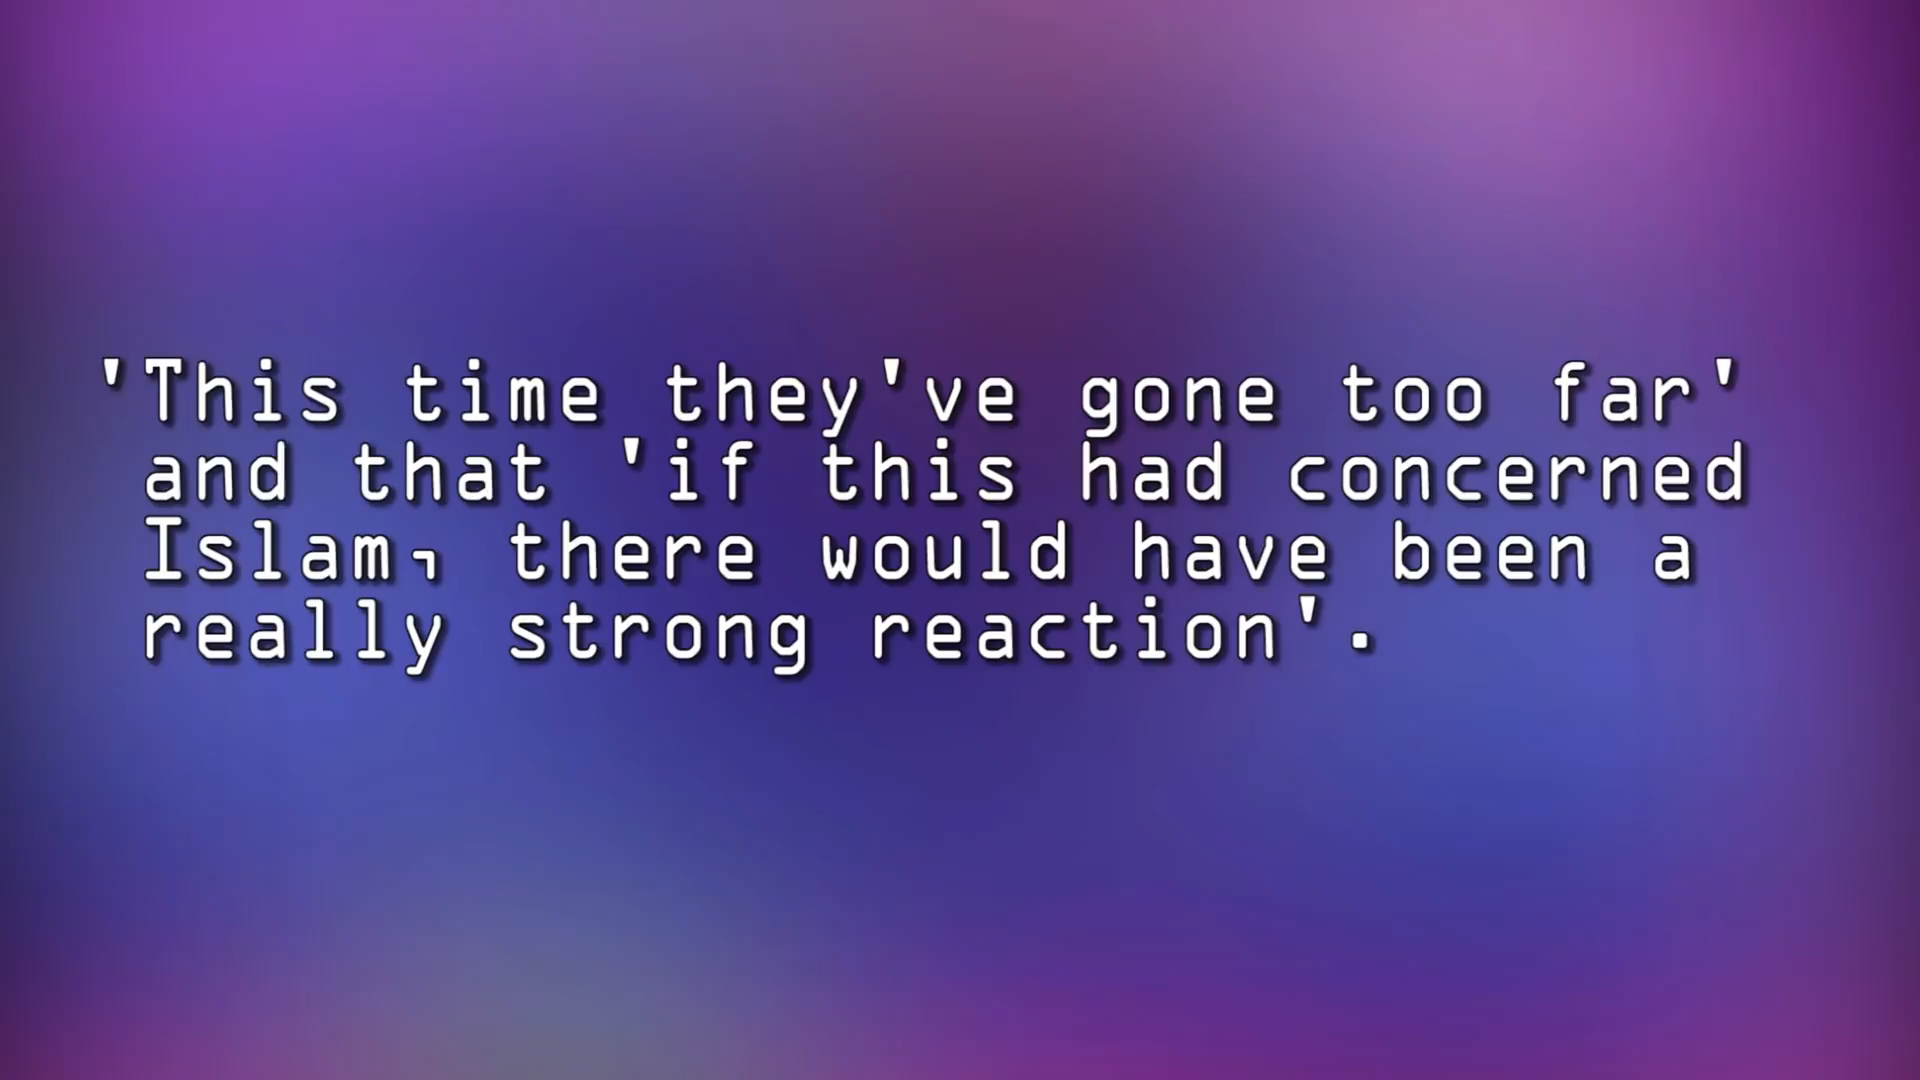 'This time they've gone too far'
and that 'if this had concerned
Islam, there would have been a
really strong reaction'.